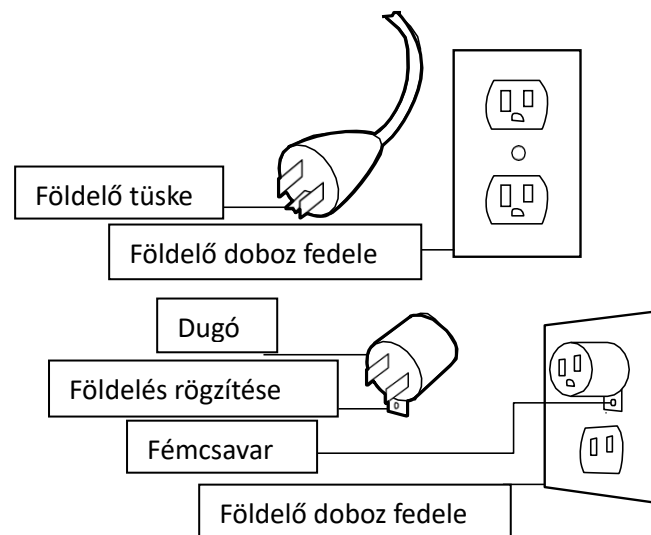 Földelő tüske
Földelő doboz fedele
Dugó
Földelés rögzítése
Fémcsavar
Földelő doboz fedele